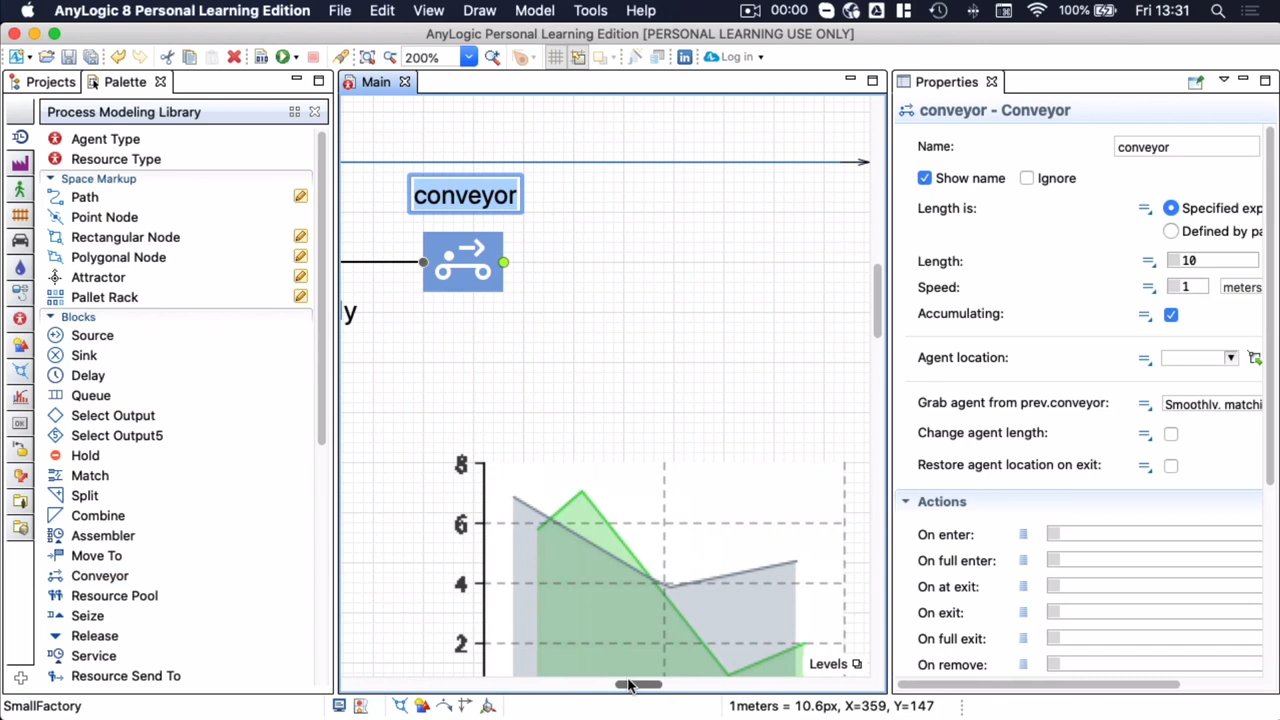 AnyLogic 8 Personal Learning Edition File Edit View Draw Model Tools Help 00:00 100% Fri 13:31
AnyLogic Personal Learning Edition [PERSONAL LEARNING USE ONLY]
200% Log in
Projects Palette Main Properties
Process Modeling Library
Agent Type
Resource Type
Space Markup
Path
Point Node
Rectangular Node
Polygonal Node
Attractor
Pallet Rack
Blocks
Source
Sink
Delay
Queue
Select Output
Select Output5
Hold
Match
Split
Combine
Assembler
Move To
Conveyor
Resource Pool
Seize
Release
Service
Resource Send To
conveyor
y
8
6
4
2
Levels
conveyor - Conveyor
Name: conveyor
Show name Ignore
Length is: Specified exp
Defined by pa
Length: 10
Speed: 1 meters
Accumulating:
Agent location:
Grab agent from prev.conveyor: Smoothly, matchi
Change agent length:
Restore agent location on exit:
Actions
On enter:
On full enter:
On at exit:
On exit:
On full exit:
On remove:
SmallFactory 1meters = 10.6px, X=359, Y=147